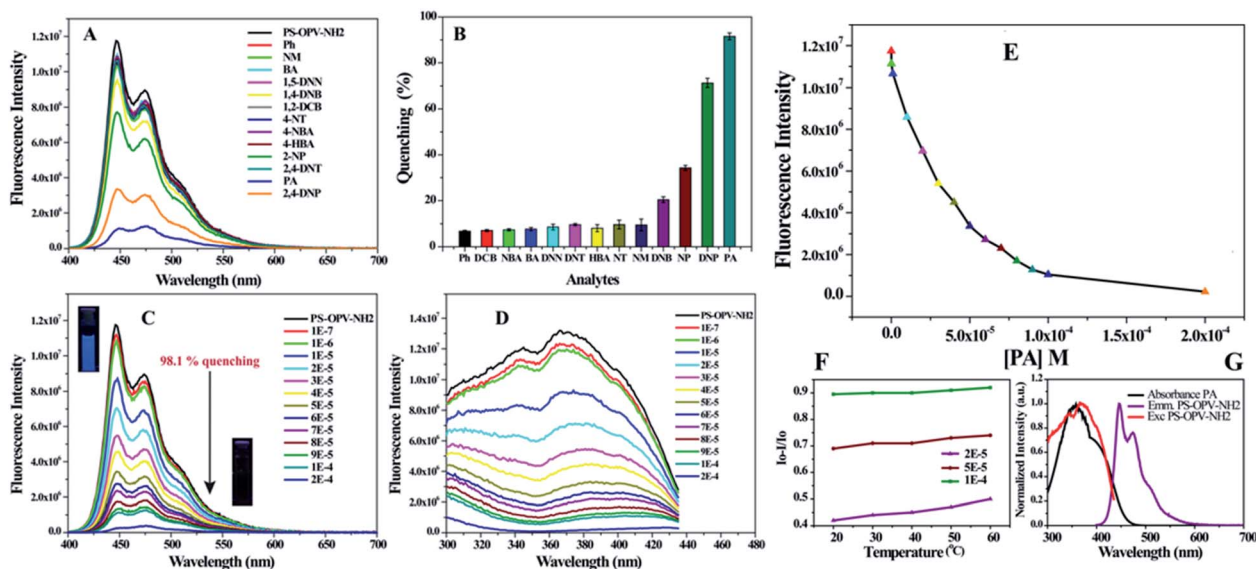 A
Fluorescence Intensity
1.2x10⁷
1.0x10⁷
8.0x10⁶
6.0x10⁶
4.0x10⁶
2.0x10⁶
0.0
400 450 500 550 600 650 700
Wavelength (nm)
PS-OPV-NH2
Ph
NM
BA
1,5-DNN
1,4-DNB
1,2-DCB
4-NT
4-NBA
4-HBA
2-NP
2,4-DNT
PA
2,4-DNP
B
Quenching (%)
100
80
60
40
20
0
Ph DCB NBA BA DNN DNT HBA NT NM DNB NP DNP PA
Analytes
C
Fluorescence Intensity
1.2x10⁷
1.0x10⁷
8.0x10⁶
6.0x10⁶
4.0x10⁶
2.0x10⁶
0.0
400 450 500 550 600 650 700
Wavelength (nm)
98.1 % quenching
PS-OPV-NH2
1E-7
1E-6
1E-5
2E-5
3E-5
4E-5
5E-5
6E-5
7E-5
8E-5
9E-5
1E-4
2E-4
D
Fluorescence Intensity
1.4x10⁷
1.2x10⁷
1.0x10⁷
8.0x10⁶
6.0x10⁶
4.0x10⁶
2.0x10⁶
0.0
300 320 340 360 380 400 420 440 460 480
Wavelength (nm)
PS-OPV-NH2
1E-7
1E-6
1E-5
2E-5
3E-5
4E-5
5E-5
6E-5
7E-5
8E-5
9E-5
1E-4
2E-4
E
Fluorescence Intensity
1.2x10⁷
1.0x10⁷
8.0x10⁶
6.0x10⁶
4.0x10⁶
2.0x10⁶
0.0
0.0 5.0x10⁻⁵ 1.0x10⁻⁴ 1.5x10⁻⁴ 2.0x10⁻⁴
[PA] M
F
Io-I/Io
0.9
0.8
0.7
0.6
0.5
0.4
20 30 40 50 60
Temperature (⁰C)
2E-5
5E-5
1E-4
G
Normalized Intensity (a.u.)
1.0
0.8
0.6
0.4
0.2
0.0
300 400 500 600 700
Wavelength (nm)
Absorbance PA
Emm. PS-OPV-NH2
Exc PS-OPV-NH2